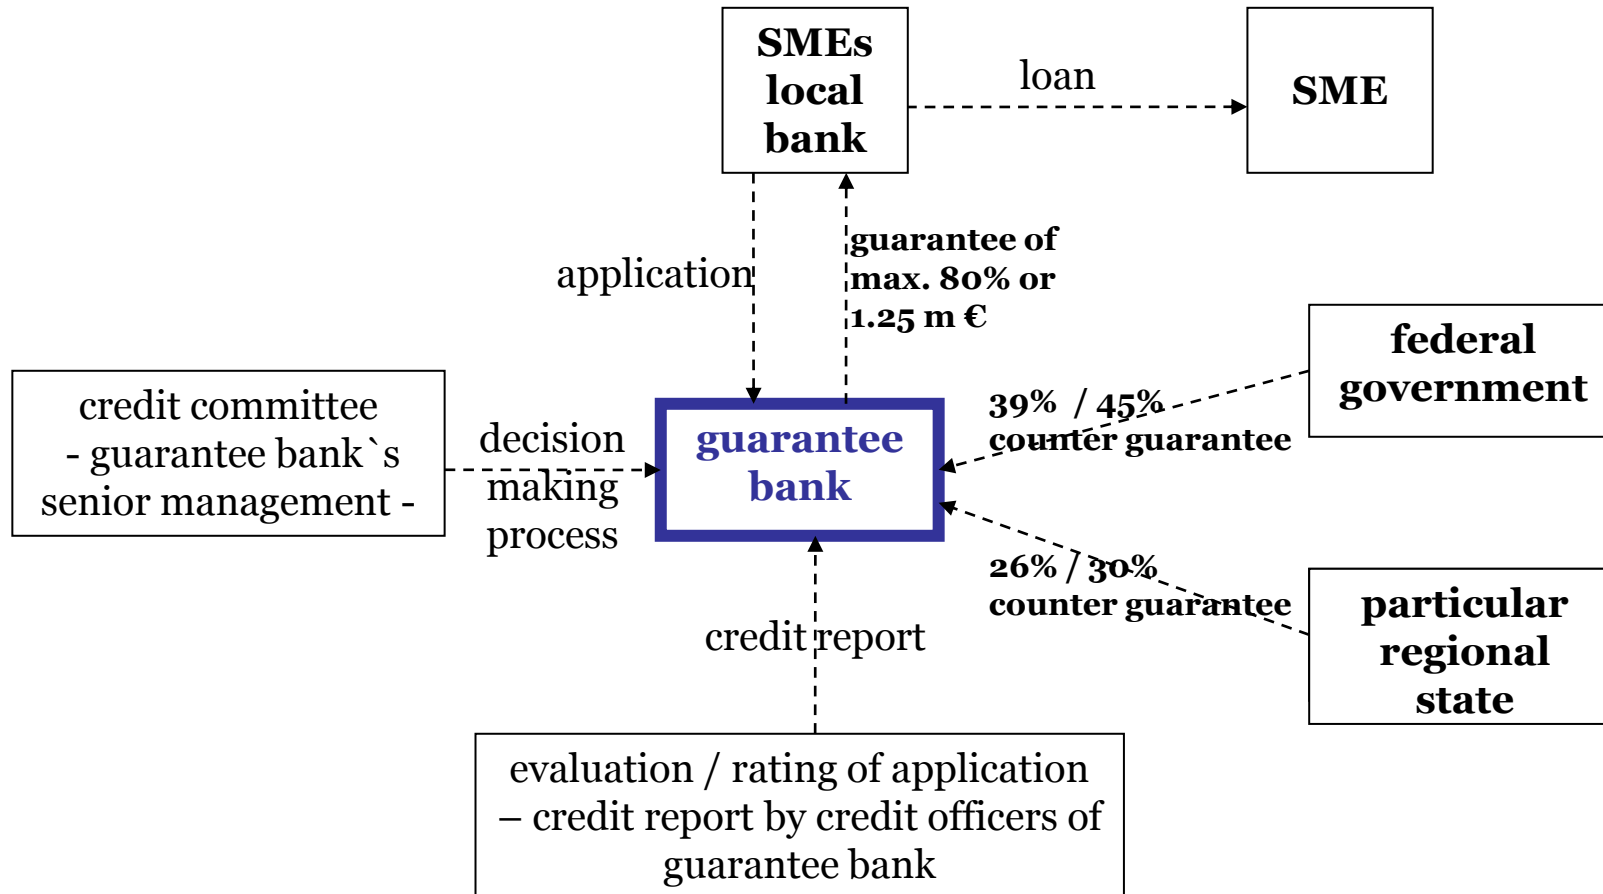 SMEs
local
bank
loan
SME
application
guarantee of
max. 80% or
1.25 m €
federal
government
credit committee
- guarantee bank`s
senior management -
decision
making
process
guarantee
bank
39%  / 45%
counter guarantee
26% / 30%
counter guarantee
particular
regional
state
credit report
evaluation / rating of application
– credit report by credit officers of
guarantee bank